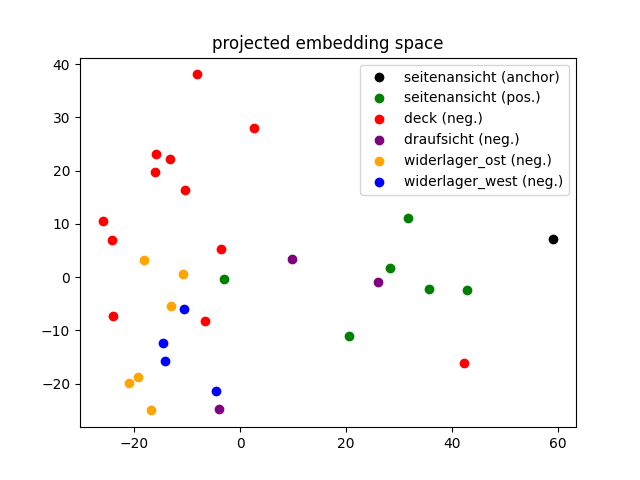 projected embedding space
seitenansicht (anchor)
seitenansicht (pos.)
deck (neg.)
draufsicht (neg.)
widerlager_ost (neg.)
widerlager_west (neg.)
40
30
20
10
0
−10
−20
−20 0 20 40 60